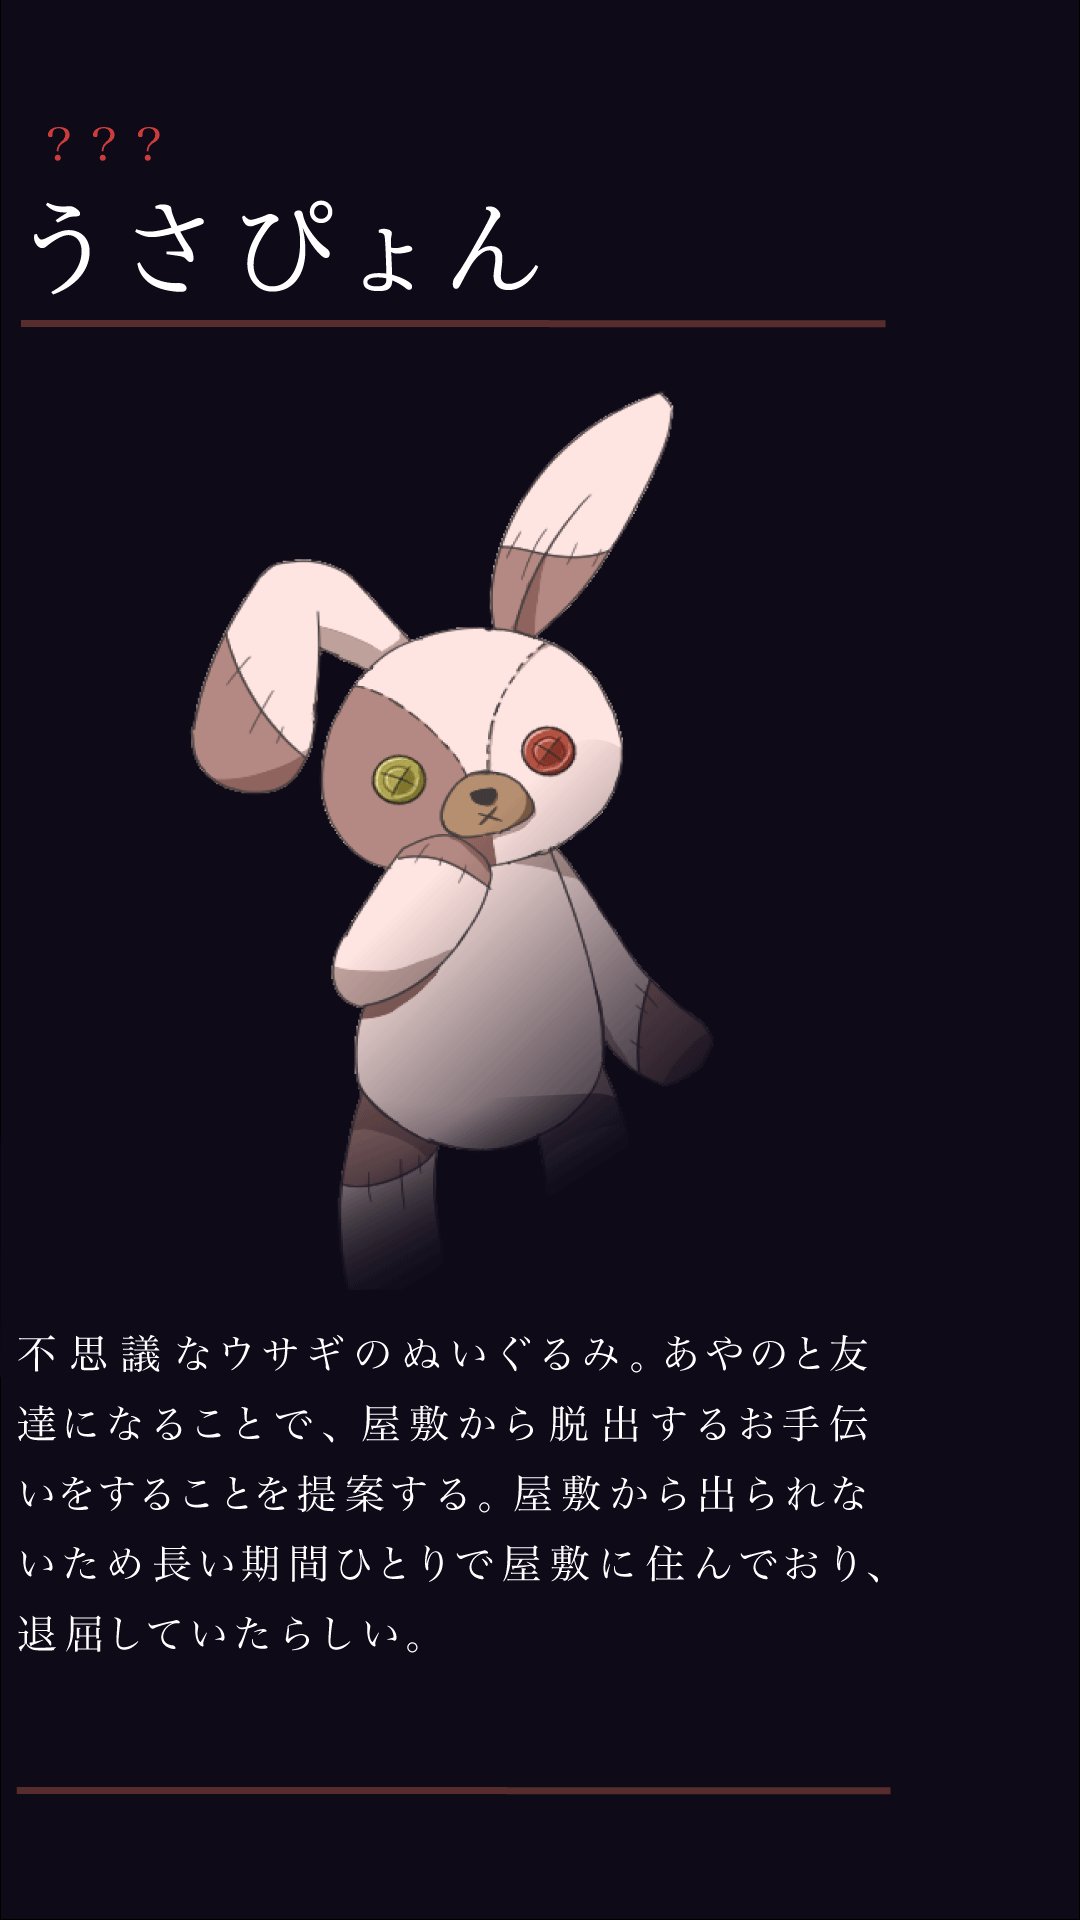 ？？？
うさぴょん
不思議なウサギのぬいぐるみ。あやのと友
達になることで、屋敷から脱出するお手伝
いをすることを提案する。屋敷から出られな
いため長い期間ひとりで屋敷に住んでおり、
退屈していたらしい。